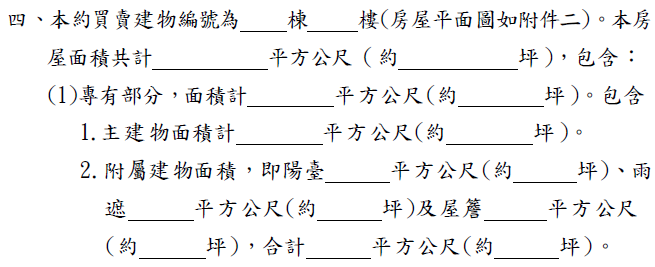 四、本約買賣建物編號為____棟____樓(房屋平面圖如附件二)。本房
屋面積共計__________平方公尺（約__________坪），包含：
(1)專有部分，面積計________平方公尺(約________坪)。包含
1.主建物面積計________平方公尺(約________坪)。
2.附屬建物面積，即陽臺______平方公尺(約______坪)、雨
遮______平方公尺(約______坪)及屋簷______平方公尺
(約______坪)，合計______平方公尺(約______坪)。